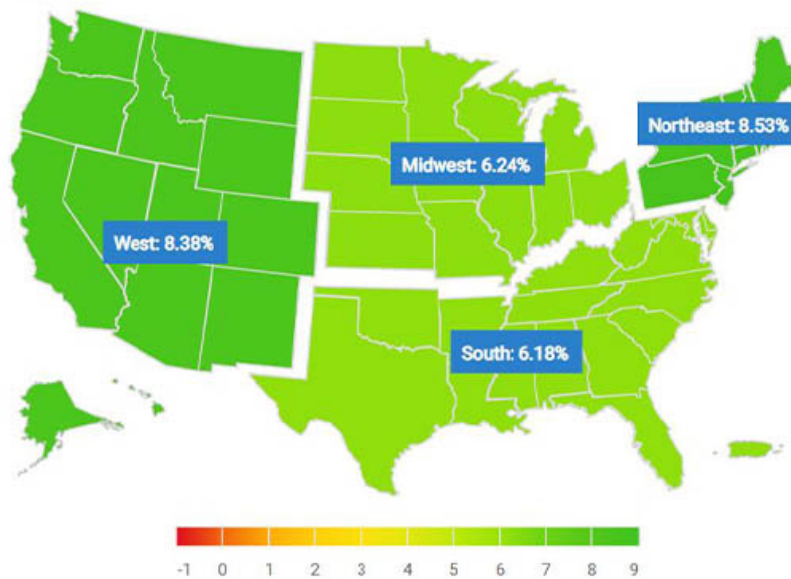 Northeast: 8.53%
Midwest: 6.24%
West: 8.38%
South: 6.18%
-1 0 1 2 3 4 5 6 7 8 9